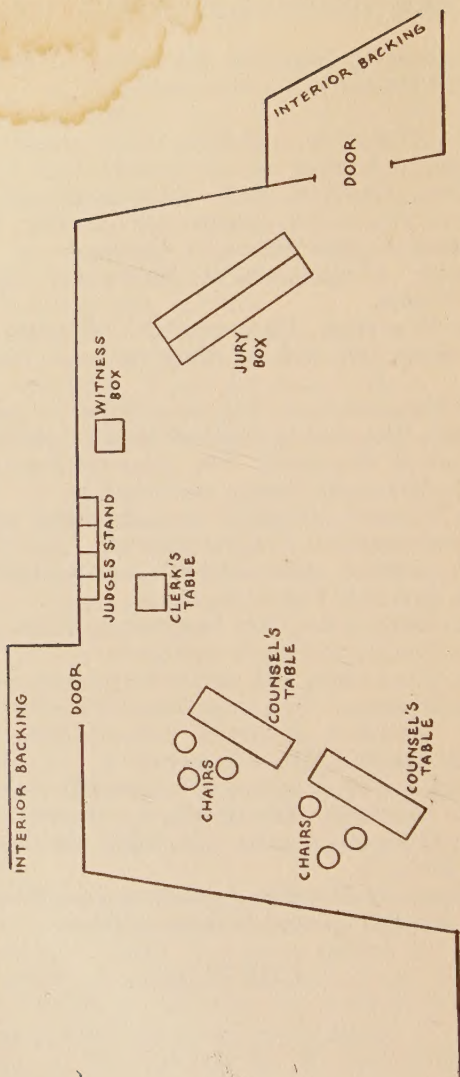 INTERIOR BACKING
DOOR
JUDGES STAND
WITNESS
BOX
CLERK'S
TABLE
JURY
BOX
INTERIOR BACKING
DOOR
CHAIRS
COUNSEL'S
TABLE
CHAIRS
COUNSEL'S
TABLE